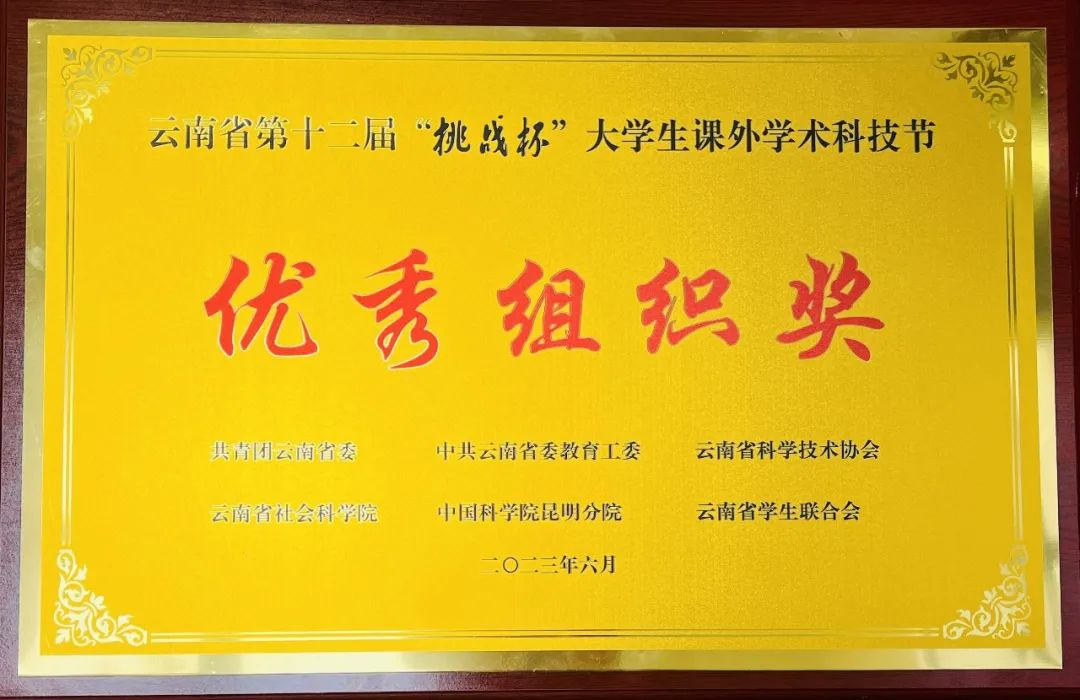 云南省第十二届“挑战杯”大学生课外学术科技节
优秀组织奖
共青团云南省委 中共云南省委教育工委 云南省科学技术协会
云南省社会科学院 中国科学院昆明分院 云南省学生联合会
二〇二三年六月